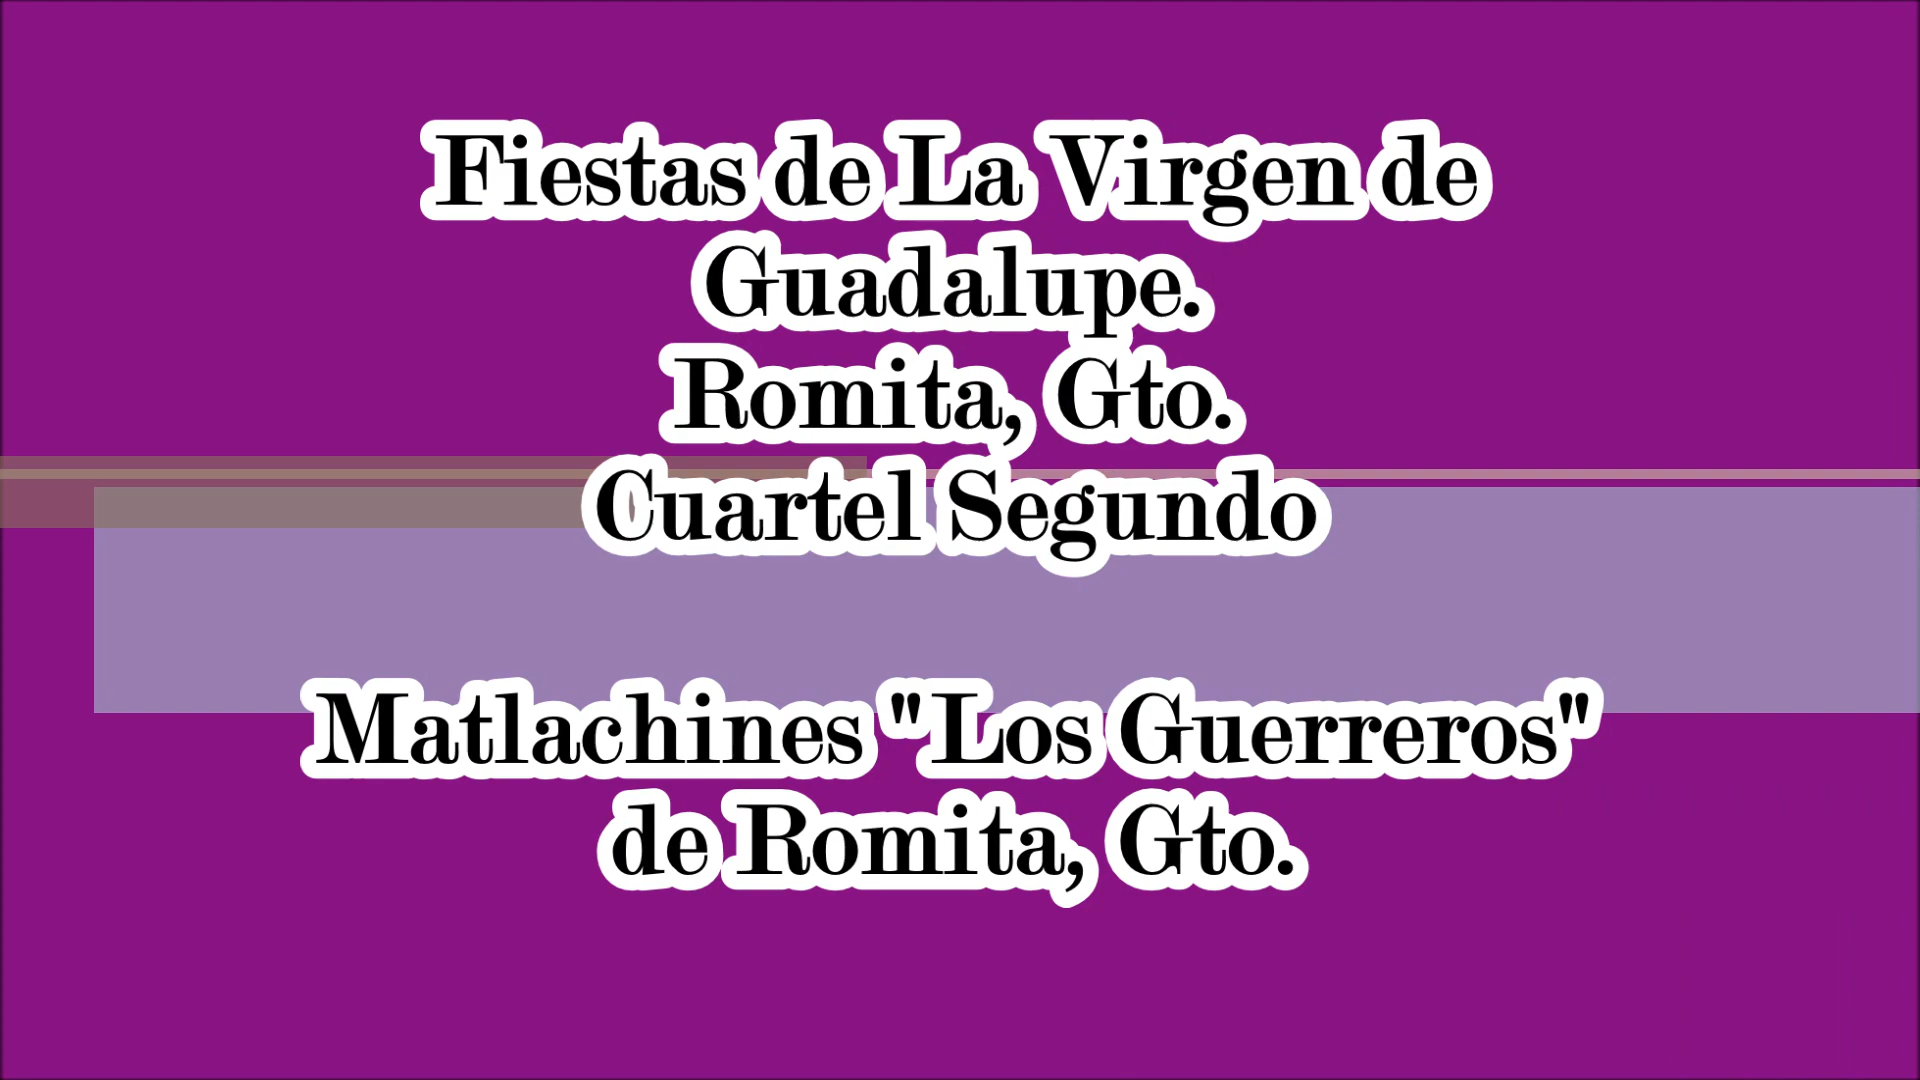 Fiestas de La Virgen de
Guadalupe.
Romita, Gto.
Cuartel Segundo
Matlachines "Los Guerreros"
de Romita, Gto.